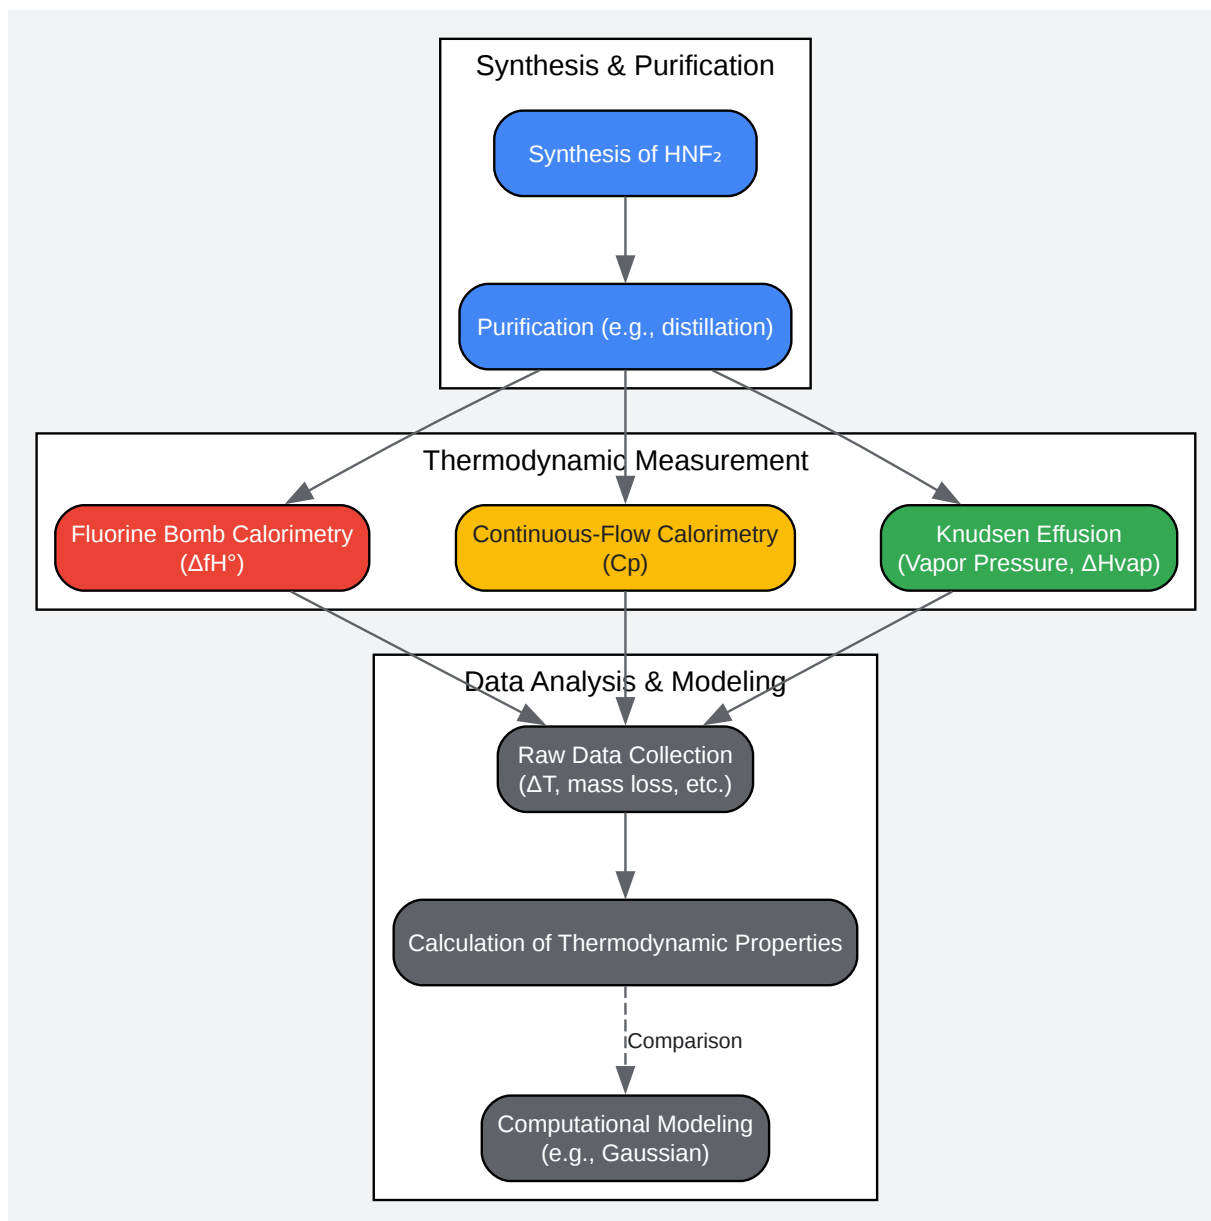 Synthesis & Purification
Synthesis of HNF₂
Purification (e.g., distillation)
Thermodynamic Measurement
Fluorine Bomb Calorimetry
(ΔfH°)
Continuous-Flow Calorimetry
(Cp)
Knudsen Effusion
(Vapor Pressure, ΔHvap)
Data Analysis & Modeling
Raw Data Collection
(ΔT, mass loss, etc.)
Calculation of Thermodynamic Properties
Comparison
Computational Modeling
(e.g., Gaussian)